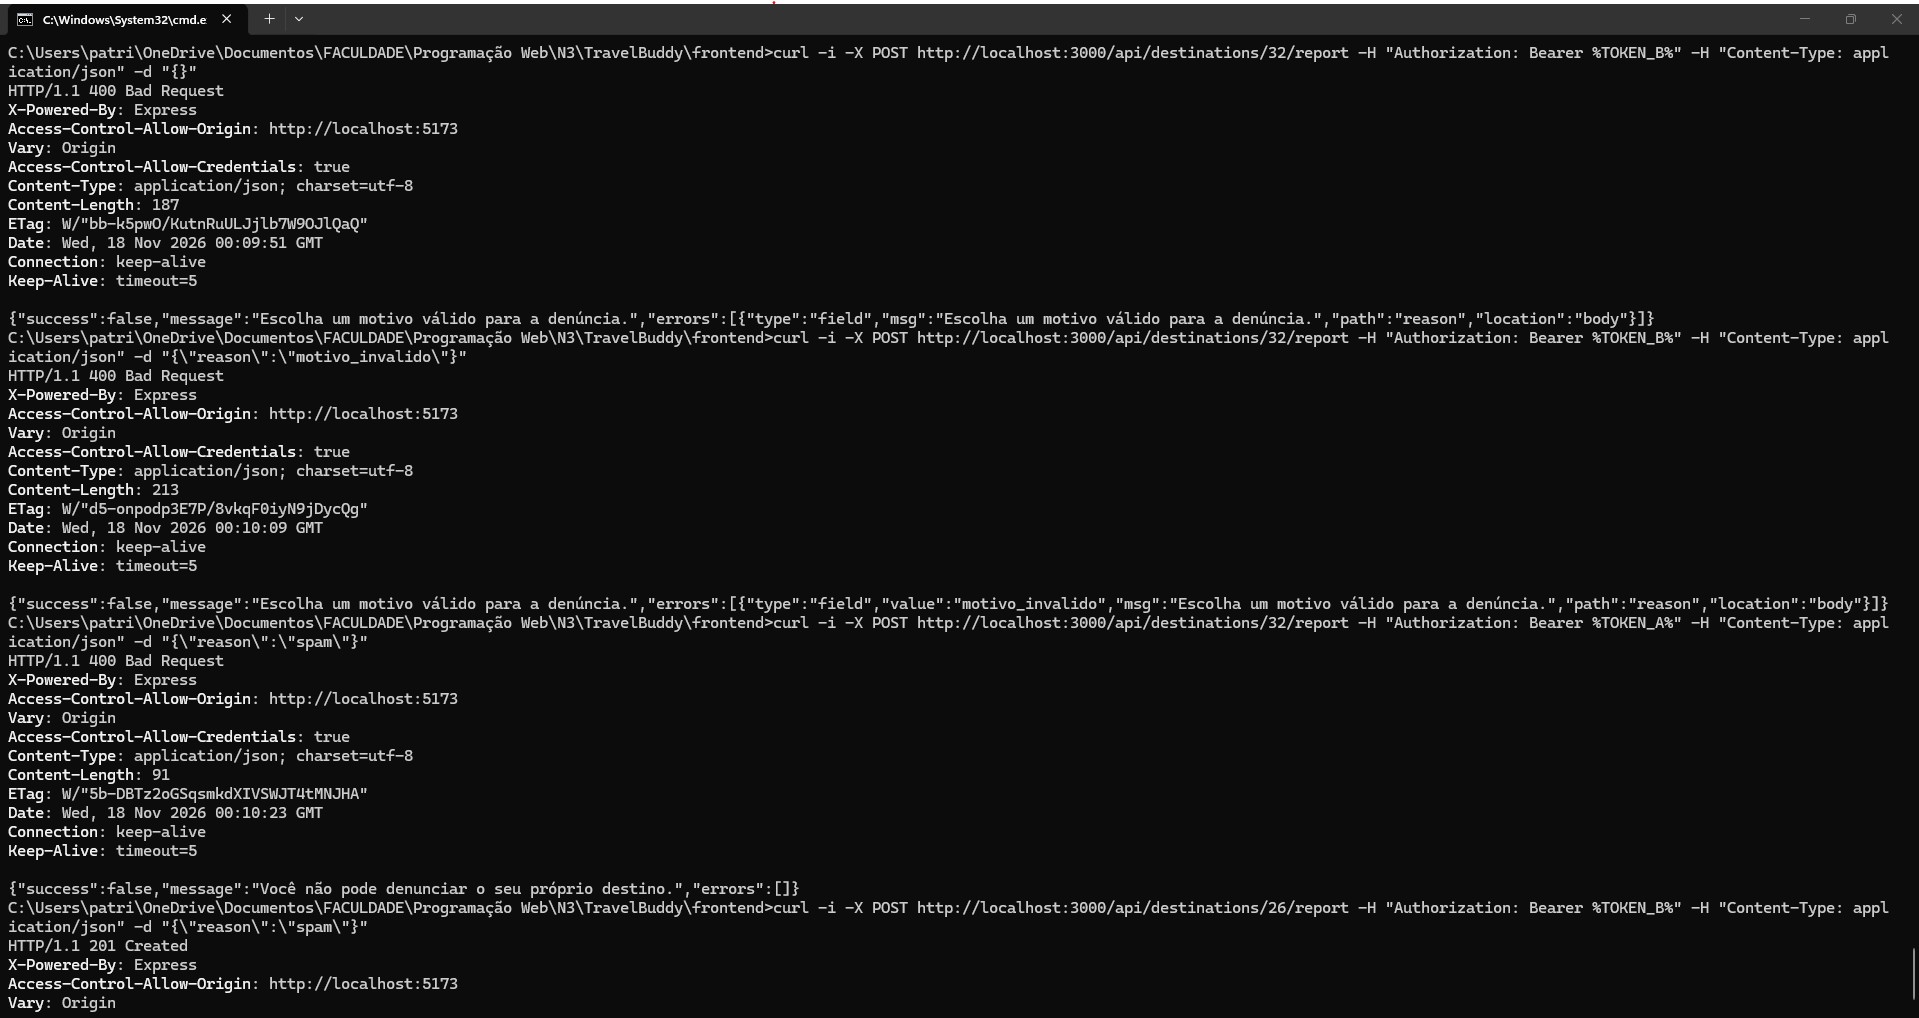 C:\Windows\System32\cmd.e
C:\Users\patri\OneDrive\Documentos\FACULDADE\Programação Web\N3\TravelBuddy\frontend>curl -i -X POST http://localhost:3000/api/destinations/32/report -H "Authorization: Bearer %TOKEN_B%" -H "Content-Type: appl
ication/json" -d "{}"
HTTP/1.1 400 Bad Request
X-Powered-By: Express
Access-Control-Allow-Origin: http://localhost:5173
Vary: Origin
Access-Control-Allow-Credentials: true
Content-Type: application/json; charset=utf-8
Content-Length: 187
ETag: W/"bb-k5pwO/KutnRuULJjlb7W9OJlQaQ"
Date: Wed, 18 Nov 2026 00:09:51 GMT
Connection: keep-alive
Keep-Alive: timeout=5
{"success":false,"message":"Escolha um motivo válido para a denúncia.","errors":[{"type":"field","msg":"Escolha um motivo válido para a denúncia.","path":"reason","location":"body"}]}
C:\Users\patri\OneDrive\Documentos\FACULDADE\Programação Web\N3\TravelBuddy\frontend>curl -i -X POST http://localhost:3000/api/destinations/32/report -H "Authorization: Bearer %TOKEN_B%" -H "Content-Type: appl
ication/json" -d "{\"reason\":\"motivo_invalido\"}"
HTTP/1.1 400 Bad Request
X-Powered-By: Express
Access-Control-Allow-Origin: http://localhost:5173
Vary: Origin
Access-Control-Allow-Credentials: true
Content-Type: application/json; charset=utf-8
Content-Length: 213
ETag: W/"d5-onpodp3E7P/8vkqF0iyN9jDycQg"
Date: Wed, 18 Nov 2026 00:10:09 GMT
Connection: keep-alive
Keep-Alive: timeout=5
{"success":false,"message":"Escolha um motivo válido para a denúncia.","errors":[{"type":"field","value":"motivo_invalido","msg":"Escolha um motivo válido para a denúncia.","path":"reason","location":"body"}]}
C:\Users\patri\OneDrive\Documentos\FACULDADE\Programação Web\N3\TravelBuddy\frontend>curl -i -X POST http://localhost:3000/api/destinations/32/report -H "Authorization: Bearer %TOKEN_A%" -H "Content-Type: appl
ication/json" -d "{\"reason\":\"spam\"}"
HTTP/1.1 400 Bad Request
X-Powered-By: Express
Access-Control-Allow-Origin: http://localhost:5173
Vary: Origin
Access-Control-Allow-Credentials: true
Content-Type: application/json; charset=utf-8
Content-Length: 91
ETag: W/"5b-DBTz2oGSqsmkdXIVSWJT4tMNJHA"
Date: Wed, 18 Nov 2026 00:10:23 GMT
Connection: keep-alive
Keep-Alive: timeout=5
{"success":false,"message":"Você não pode denunciar o seu próprio destino.","errors":[]}
C:\Users\patri\OneDrive\Documentos\FACULDADE\Programação Web\N3\TravelBuddy\frontend>curl -i -X POST http://localhost:3000/api/destinations/26/report -H "Authorization: Bearer %TOKEN_B%" -H "Content-Type: appl
ication/json" -d "{\"reason\":\"spam\"}"
HTTP/1.1 201 Created
X-Powered-By: Express
Access-Control-Allow-Origin: http://localhost:5173
Vary: Origin